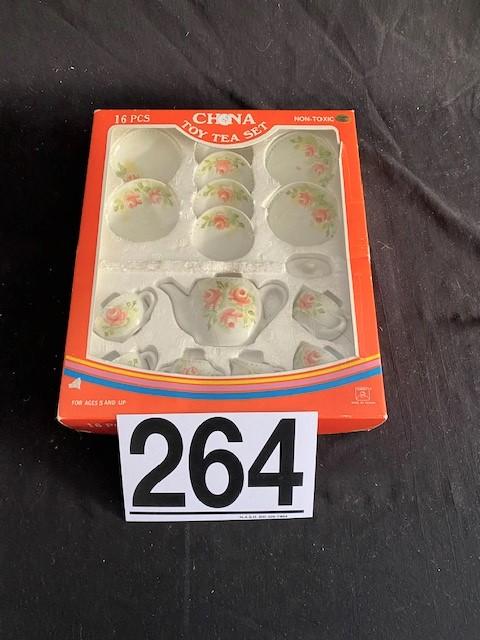 16 PCS
CHINA
NON-TOXIC
TOY TEA SET
FOR AGES 5 AND UP
264